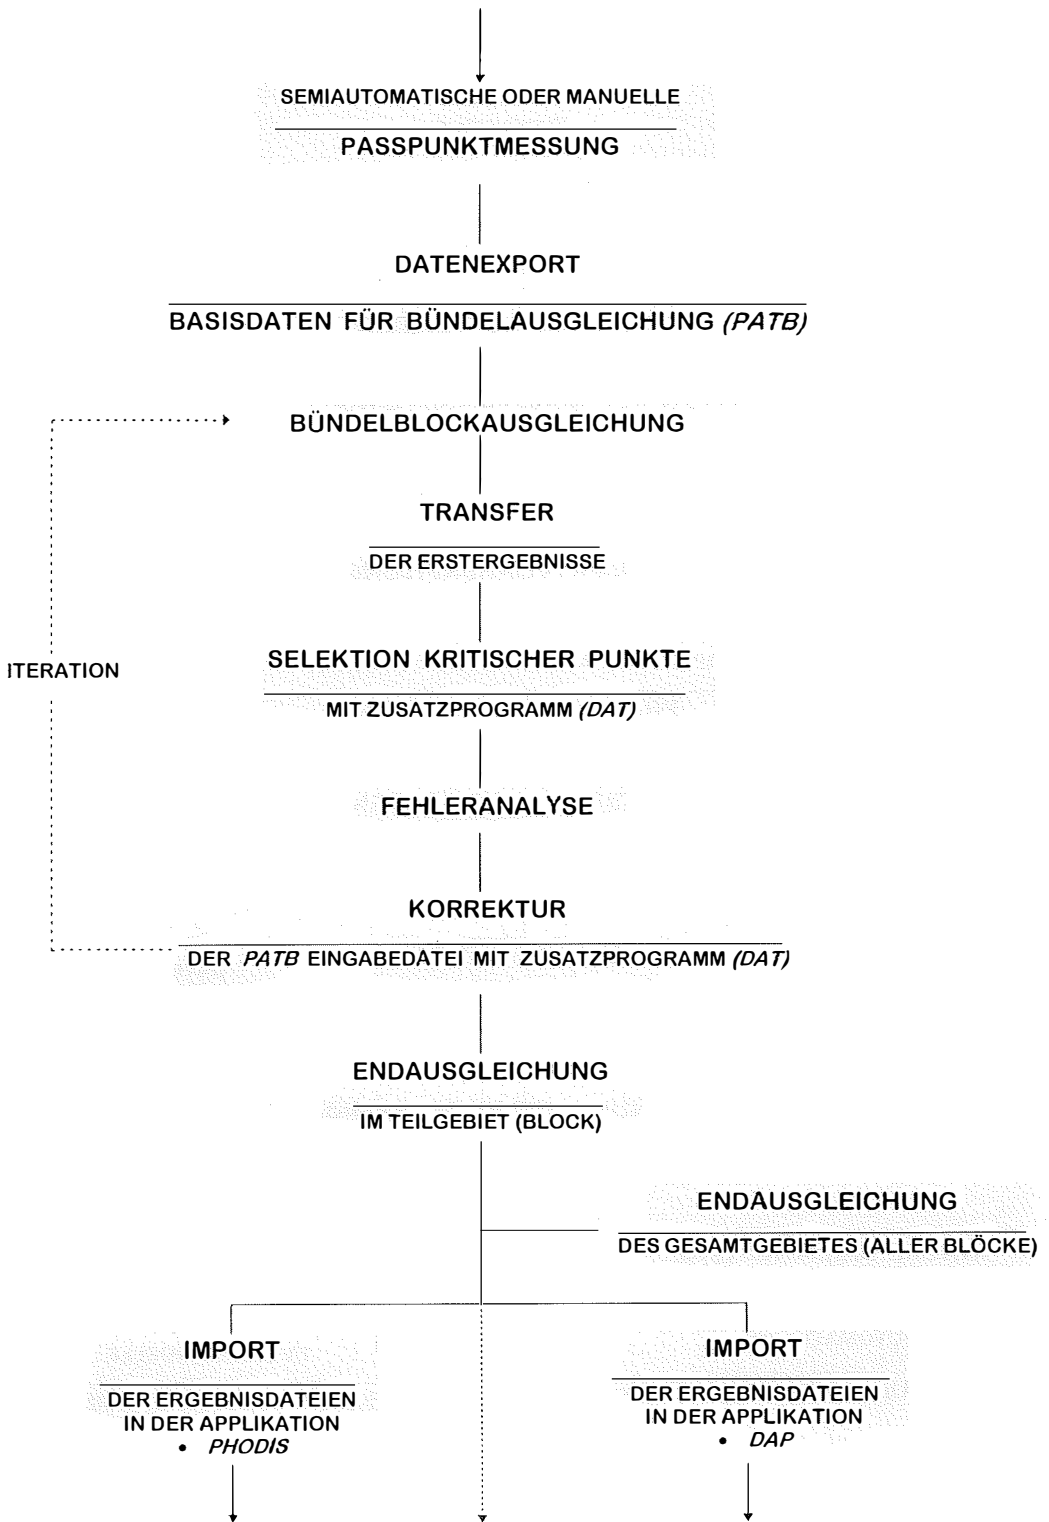 SEMIAUTOMATISCHE ODER MANUELLE
PASSPUNKTMESSUNG
DATENEXPORT
BASISDATEN FÜR BÜNDELAUSGLEICHUNG (PATB)
BÜNDELBLOCKAUSGLEICHUNG
TRANSFER
DER ERSTERGEBNISSE
SELEKTION KRITISCHER PUNKTE
ITERATION
MIT ZUSATZPROGRAMM (DAT)
FEHLERANALYSE
KORREKTUR
DER PATB EINGABEDATEI MIT ZUSATZPROGRAMM (DAT)
ENDAUSGLEICHUNG
IM TEILGEBIET (BLOCK)
ENDAUSGLEICHUNG
DES GESAMTGEBIETES (ALLER BLÖCKE)
IMPORT
DER ERGEBNISDATEIEN
IN DER APPLIKATION
• PHODIS
IMPORT
DER ERGEBNISDATEIEN
IN DER APPLIKATION
• DAP